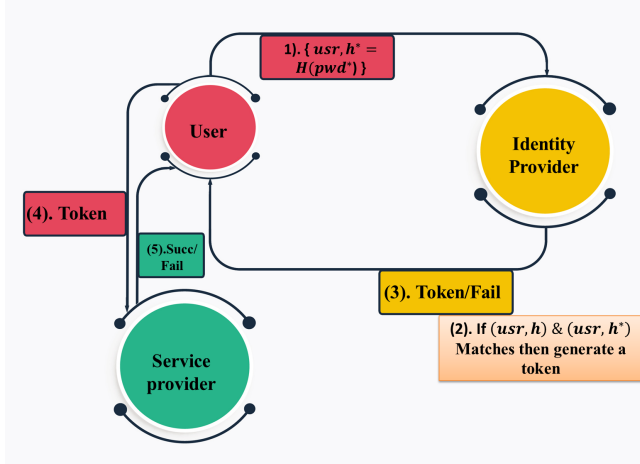 1). { usr, h* =
H(pwd*) }
User
Identity
Provider
(4). Token
(5).Succ/
Fail
(3). Token/Fail
(2). If (usr, h) & (usr, h*)
Matches then generate a
token
Service
provider